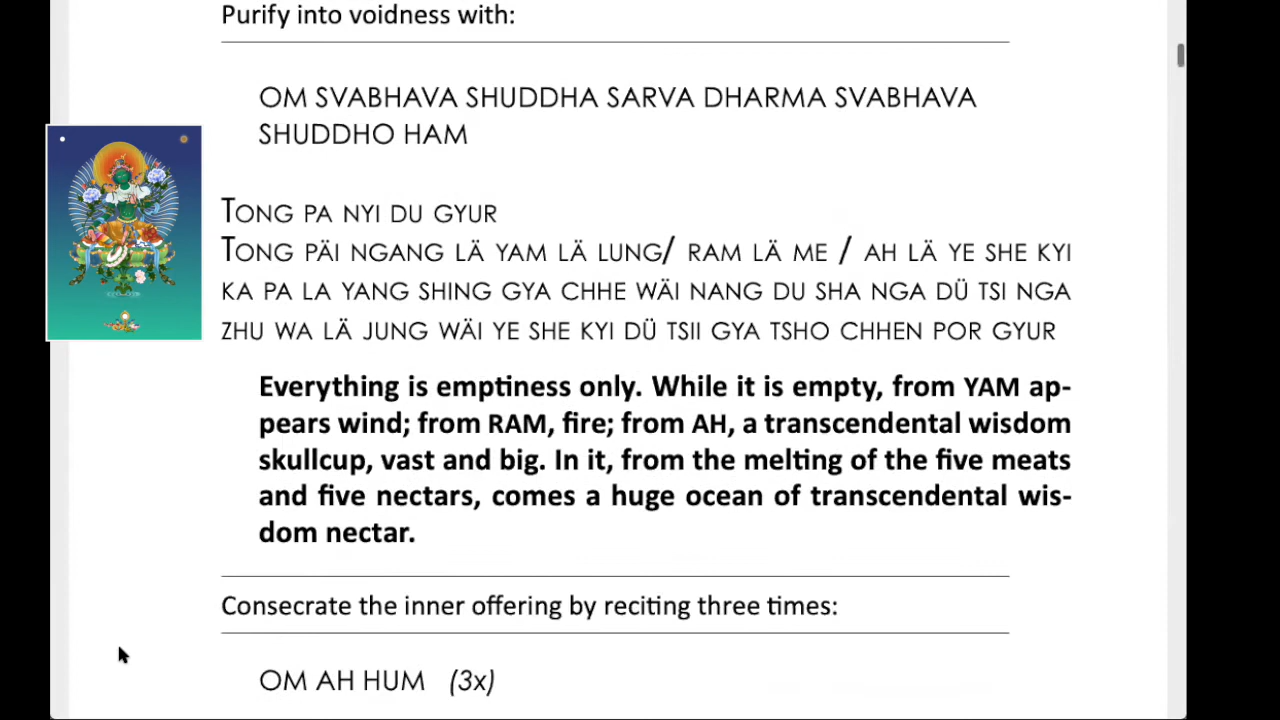 Purify into voidness with:
OM SVABHAVA SHUDDHA SARVA DHARMA SVABHAVA
SHUDDHO HAM
TONG PA NYI DU GYUR
TONG PÄI NGANG LÄ YAM LÄ LUNG/ RAM LÄ ME / AH LÄ YE SHE KYI
KA PA LA YANG SHING GYA CHHE WÄI NANG DU SHA NGA DÜ TSI NGA
ZHU WA LÄ JUNG WÄI YE SHE KYI DÜ TSII GYA TSHO CHHEN POR GYUR
Everything is emptiness only. While it is empty, from YAM ap-
pears wind; from RAM, fire; from AH, a transcendental wisdom
skullcup, vast and big. In it, from the melting of the five meats
and five nectars, comes a huge ocean of transcendental wis-
dom nectar.
Consecrate the inner offering by reciting three times:
OM AH HUM (3x)